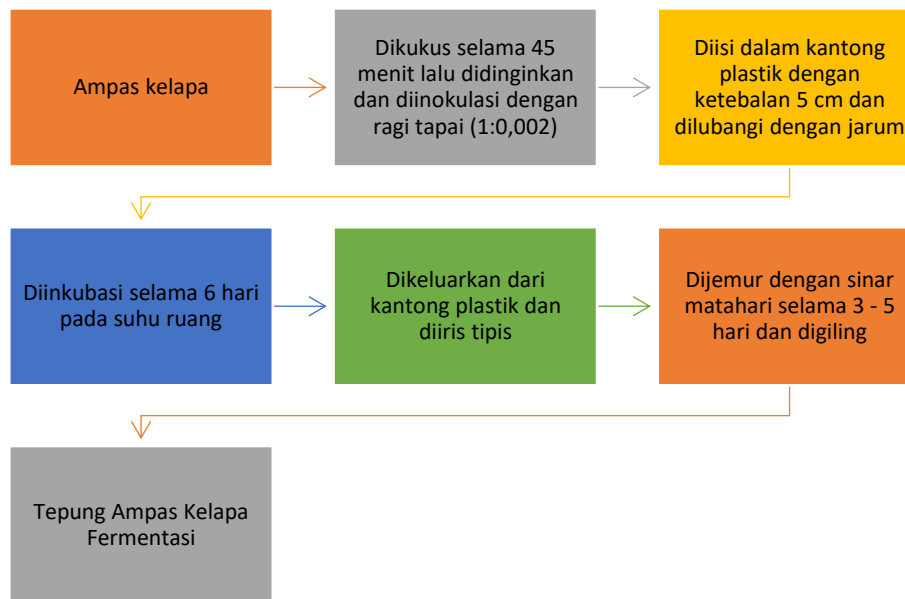 Ampas kelapa
Dikukus selama 45
menit lalu didinginkan
dan diinokulasi dengan
ragi tapai (1:0,002)
Diisi dalam kantong
plastik dengan
ketebalan 5 cm dan
dilubangi dengan jarum
Diinkubasi selama 6 hari
pada suhu ruang
Dikeluarkan dari
kantong plastik dan
diiris tipis
Dijemur dengan sinar
matahari selama 3 - 5
hari dan digiling
Tepung Ampas Kelapa
Fermentasi